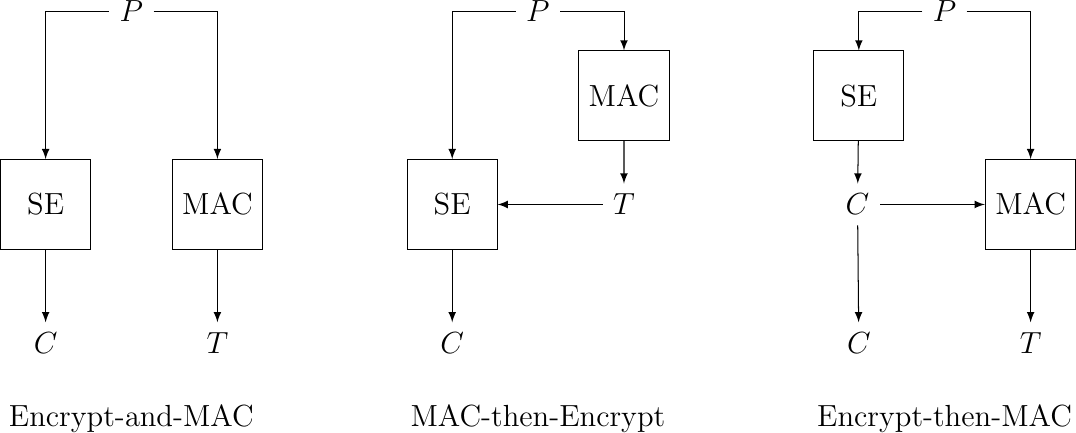 P P P
MAC SE
SE MAC SE T C MAC
C T C C T
Encrypt-and-MAC MAC-then-Encrypt Encrypt-then-MAC